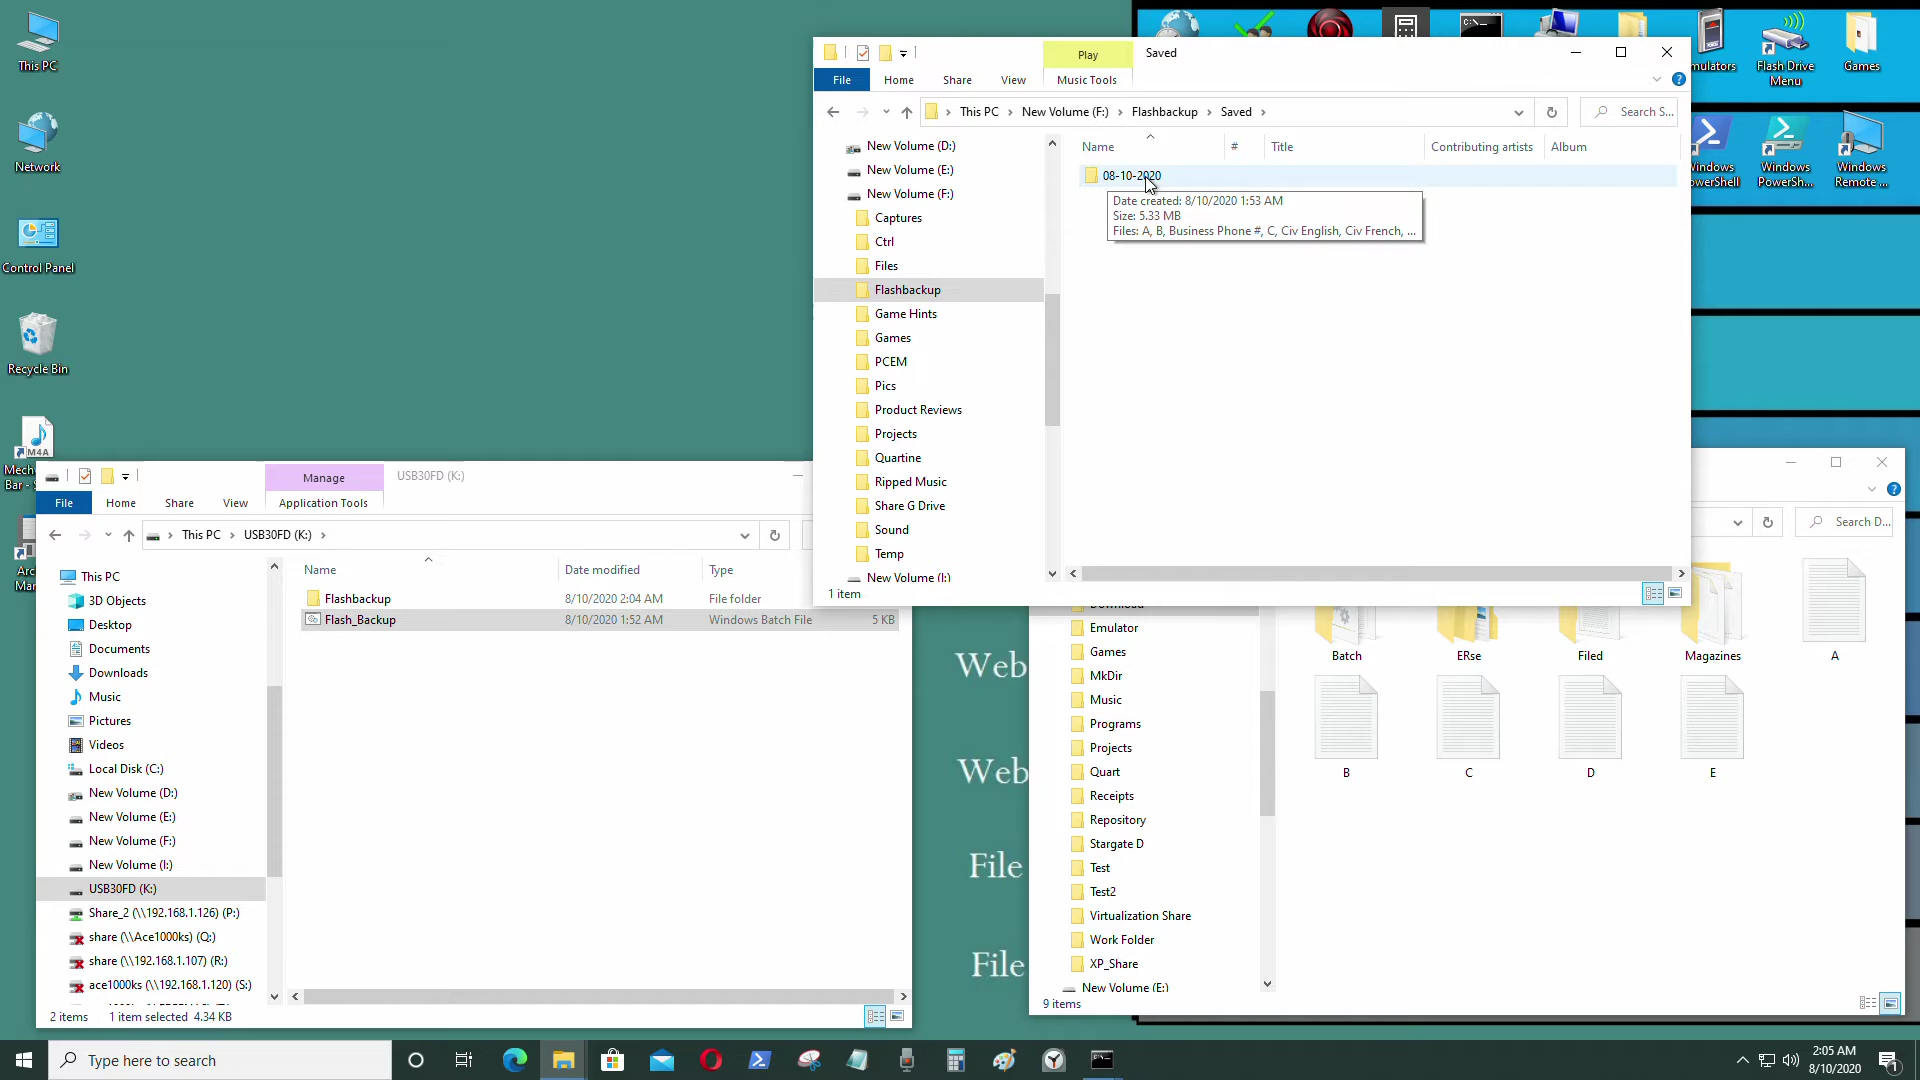 This PC
Network
Control Panel
Recycle Bin
M4A
Flash Drive
Menu
Games
Windows
PowerSh...
Windows
Remote ...
Play
Saved
File
Home
Share
View
Music Tools
This PC
New Volume (F:)
Flashbackup
Saved
Search S...
New Volume (D:)
New Volume (E:)
New Volume (F:)
Captures
Ctrl
Files
Flashbackup
Game Hints
Games
PCEM
Pics
Product Reviews
Projects
Quartine
Ripped Music
Share G Drive
Sound
Temp
New Volume (I:)
Name
#
Title
Contributing artists
Album
08-10-2020
Date created: 8/10/2020 1:53 AM
Size: 5.33 MB
Files: A, B, Business Phone #, C, Civ English, Civ French, ...
1 item
Manage
USB30FD (K:)
File
Home
Share
View
Application Tools
This PC
USB30FD (K:)
This PC
3D Objects
Desktop
Documents
Downloads
Music
Pictures
Videos
Local Disk (C:)
New Volume (D:)
New Volume (E:)
New Volume (F:)
New Volume (I:)
USB30FD (K:)
Share_2 (\\192.168.1.126) (P:)
share (\\Ace1000ks) (Q:)
share (\\192.168.1.107) (R:)
ace1000ks (\\192.168.1.120) (S:)
Name
Date modified
Type
Flashbackup
8/10/2020 2:04 AM
File folder
Flash_Backup
8/10/2020 1:52 AM
Windows Batch File
5 KB
2 items
1 item selected 4.34 KB
Web
Web
File
File
Search D...
Download
Emulator
Games
MkDir
Music
Programs
Projects
Quart
Receipts
Repository
Stargate D
Test
Test2
Virtualization Share
Work Folder
XP_Share
New Volume (E:)
Batch
ERse
Filed
Magazines
A
B
C
D
E
9 items
Type here to search
2:05 AM
8/10/2020
1